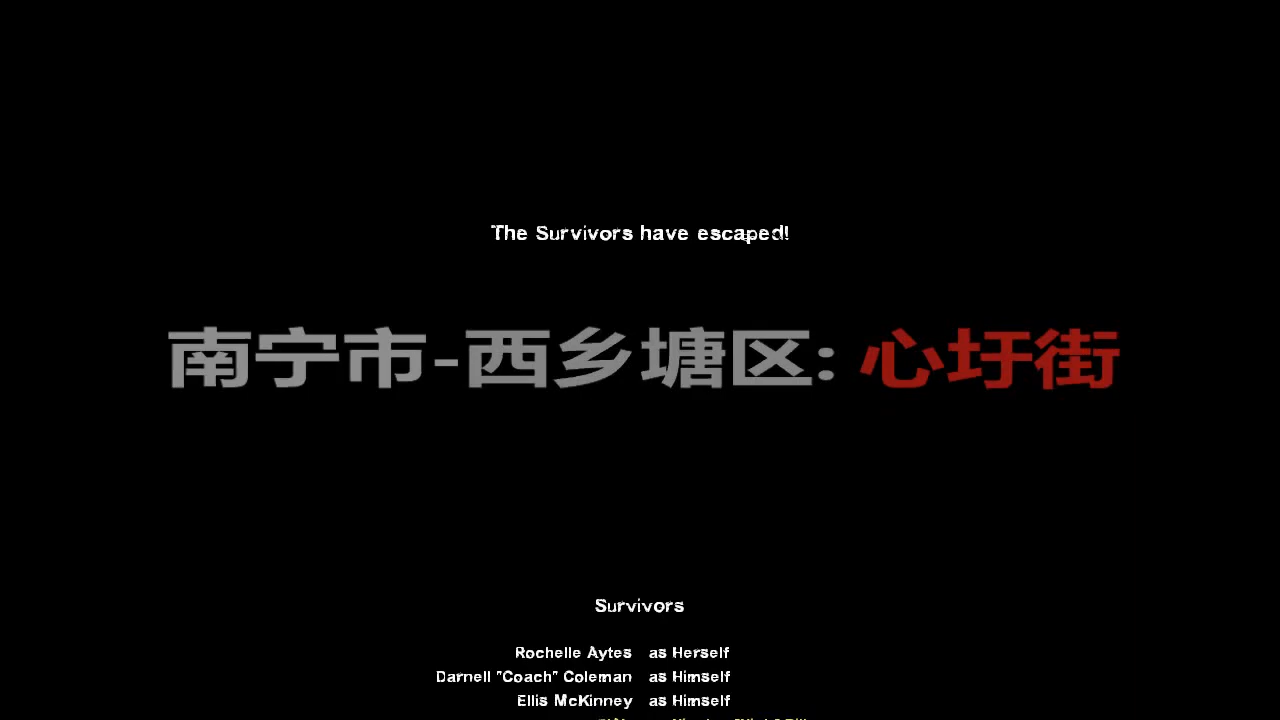 The Survivors have escaped!
南宁市-西乡塘区: 心圩街
Survivors
Rochelle Aytes as Herself
Darnell "Coach" Coleman as Himself
Ellis McKinney as Himself